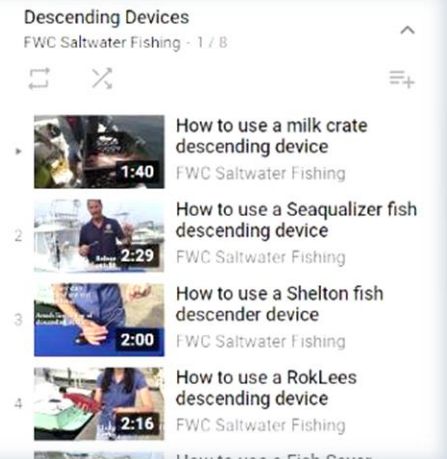 Descending Devices
FWC Saltwater Fishing - 1 / 8
How to use a milk crate
descending device
FWC Saltwater Fishing
1:40
2
How to use a Seaqualizer fish
descending device
FWC Saltwater Fishing
2:29
3
How to use a Shelton fish
descender device
FWC Saltwater Fishing
2:00
4
How to use a RokLees
descending device
FWC Saltwater Fishing
2:16